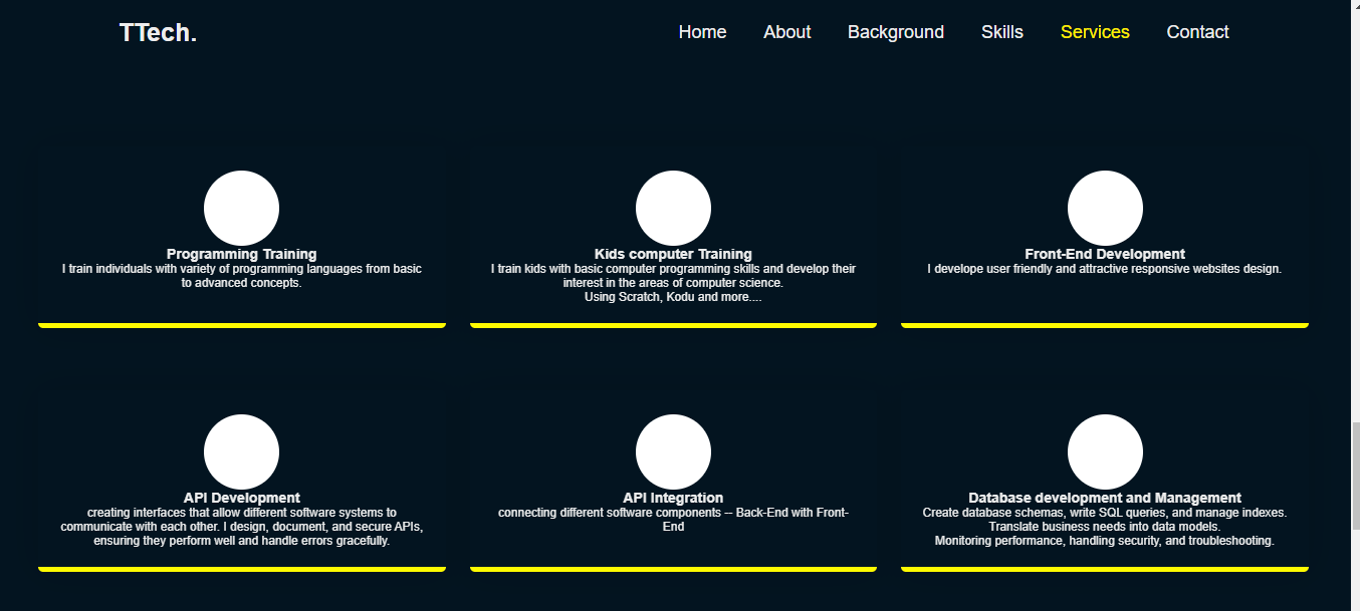 TTech.
Home About Background Skills Services Contact
Programming Training
I train individuals with variety of programming languages from basic
to advanced concepts.
Kids computer Training
I train kids with basic computer programming skills and develop their
interest in the areas of computer science.
Using Scratch, Kodu and more....
Front-End Development
I develope user friendly and attractive responsive websites design.
API Development
creating interfaces that allow different software systems to
communicate with each other. I design, document, and secure APIs,
ensuring they perform well and handle errors gracefully.
API Integration
connecting different software components -- Back-End with Front-
End
Database development and Management
Create database schemas, write SQL queries, and manage indexes.
Translate business needs into data models.
Monitoring performance, handling security, and troubleshooting.